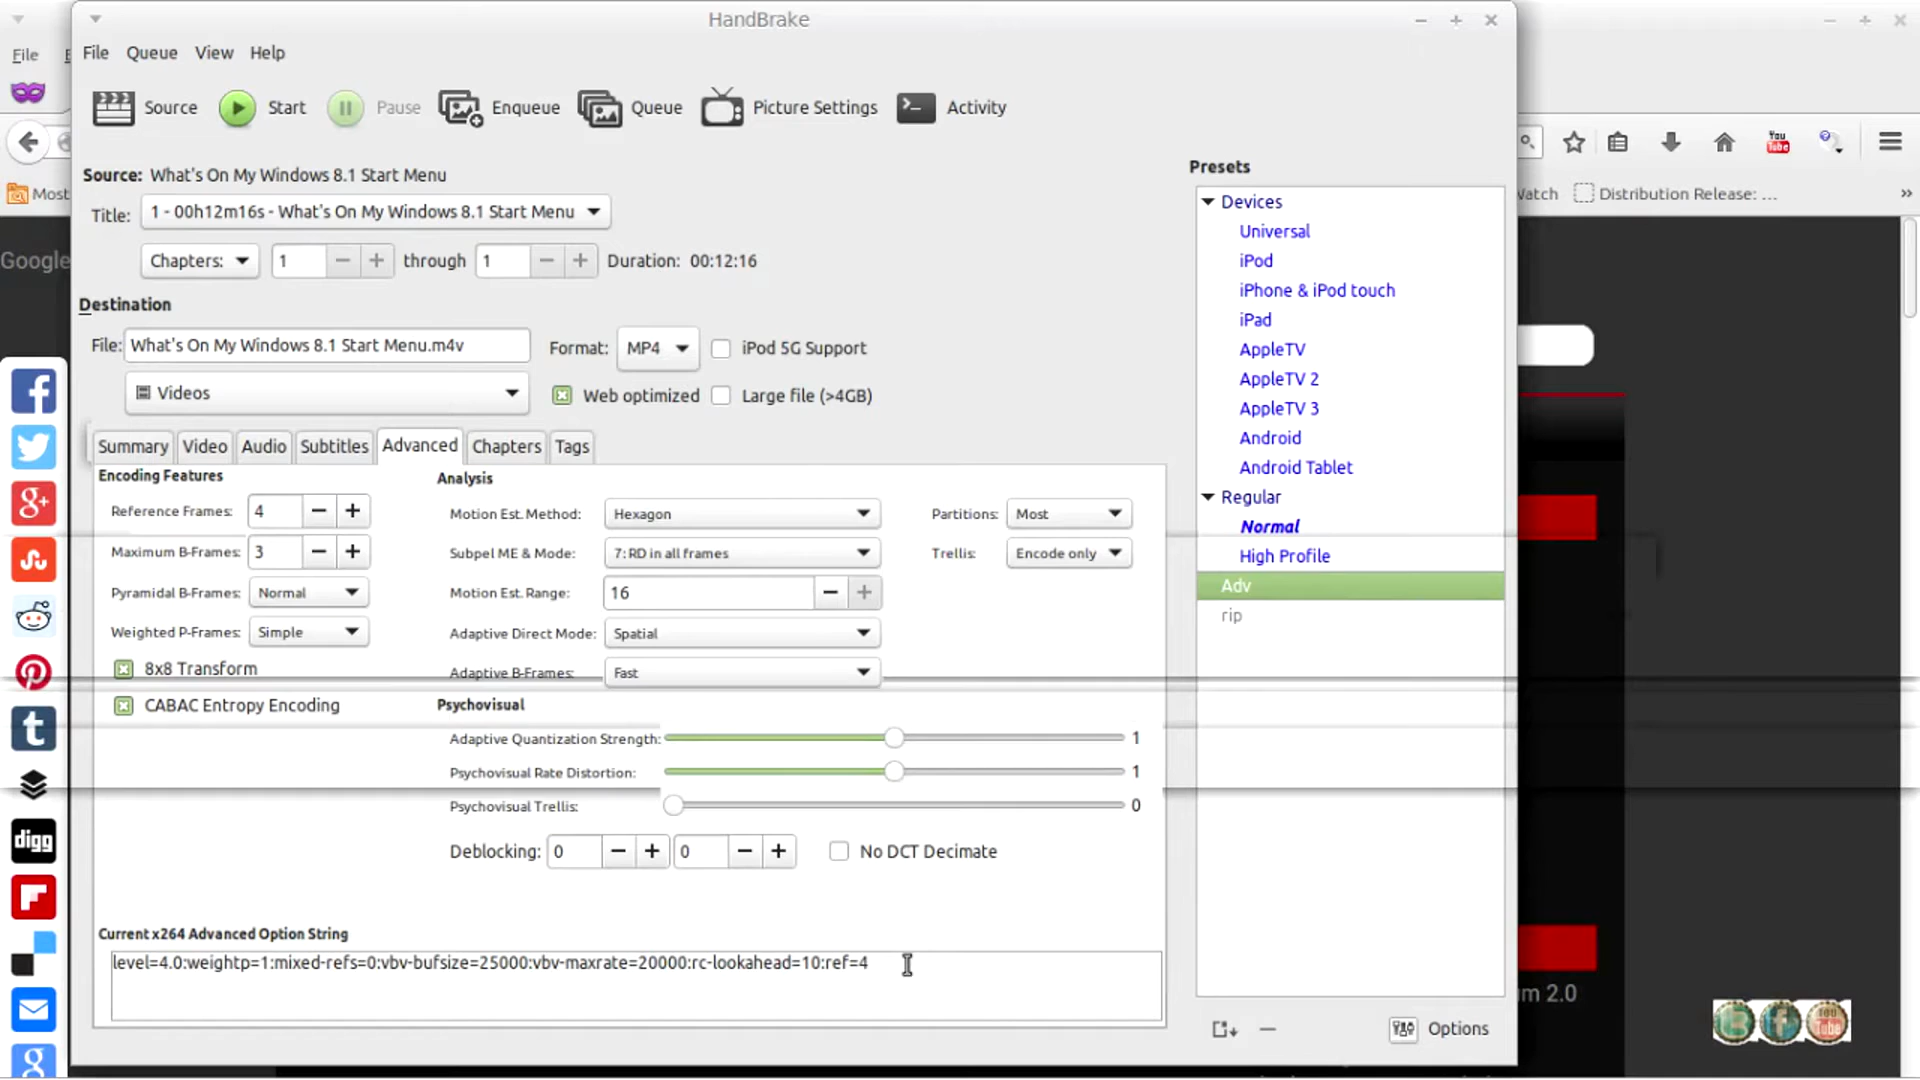 HandBrake
File
File Queue View Help
Source Start Pause Enqueue Queue Picture Settings Activity
You Tube
Most
Watch Distribution Release: ... »
Google
Source: What's On My Windows 8.1 Start Menu
Title: 1 - 00h12m16s - What's On My Windows 8.1 Start Menu
Chapters: 1 through 1 Duration: 00:12:16
Destination
File: What's On My Windows 8.1 Start Menu.m4v Format: MP4 iPod 5G Support
Videos Web optimized Large file (>4GB)
Summary Video Audio Subtitles Advanced Chapters Tags
Encoding Features
Reference Frames: 4
Maximum B-Frames: 3
Pyramidal B-Frames: Normal
Weighted P-Frames: Simple
8x8 Transform
CABAC Entropy Encoding
Analysis
Motion Est. Method: Hexagon Partitions: Most
Subpel ME & Mode: 7: RD in all frames Trellis: Encode only
Motion Est. Range: 16
Adaptive Direct Mode: Spatial
Adaptive B-Frames: Fast
Psychovisual
Adaptive Quantization Strength: 1
Psychovisual Rate Distortion: 1
Psychovisual Trellis: 0
Deblocking: 0 0 No DCT Decimate
Current x264 Advanced Option String
level=4.0:weightp=1:mixed-refs=0:vbv-bufsize=25000:vbv-maxrate=20000:rc-lookahead=10:ref=4
Presets
Devices
Universal
iPod
iPhone & iPod touch
iPad
AppleTV
AppleTV 2
AppleTV 3
Android
Android Tablet
Regular
Normal
High Profile
Adv
rip
Options
digg
um 2.0